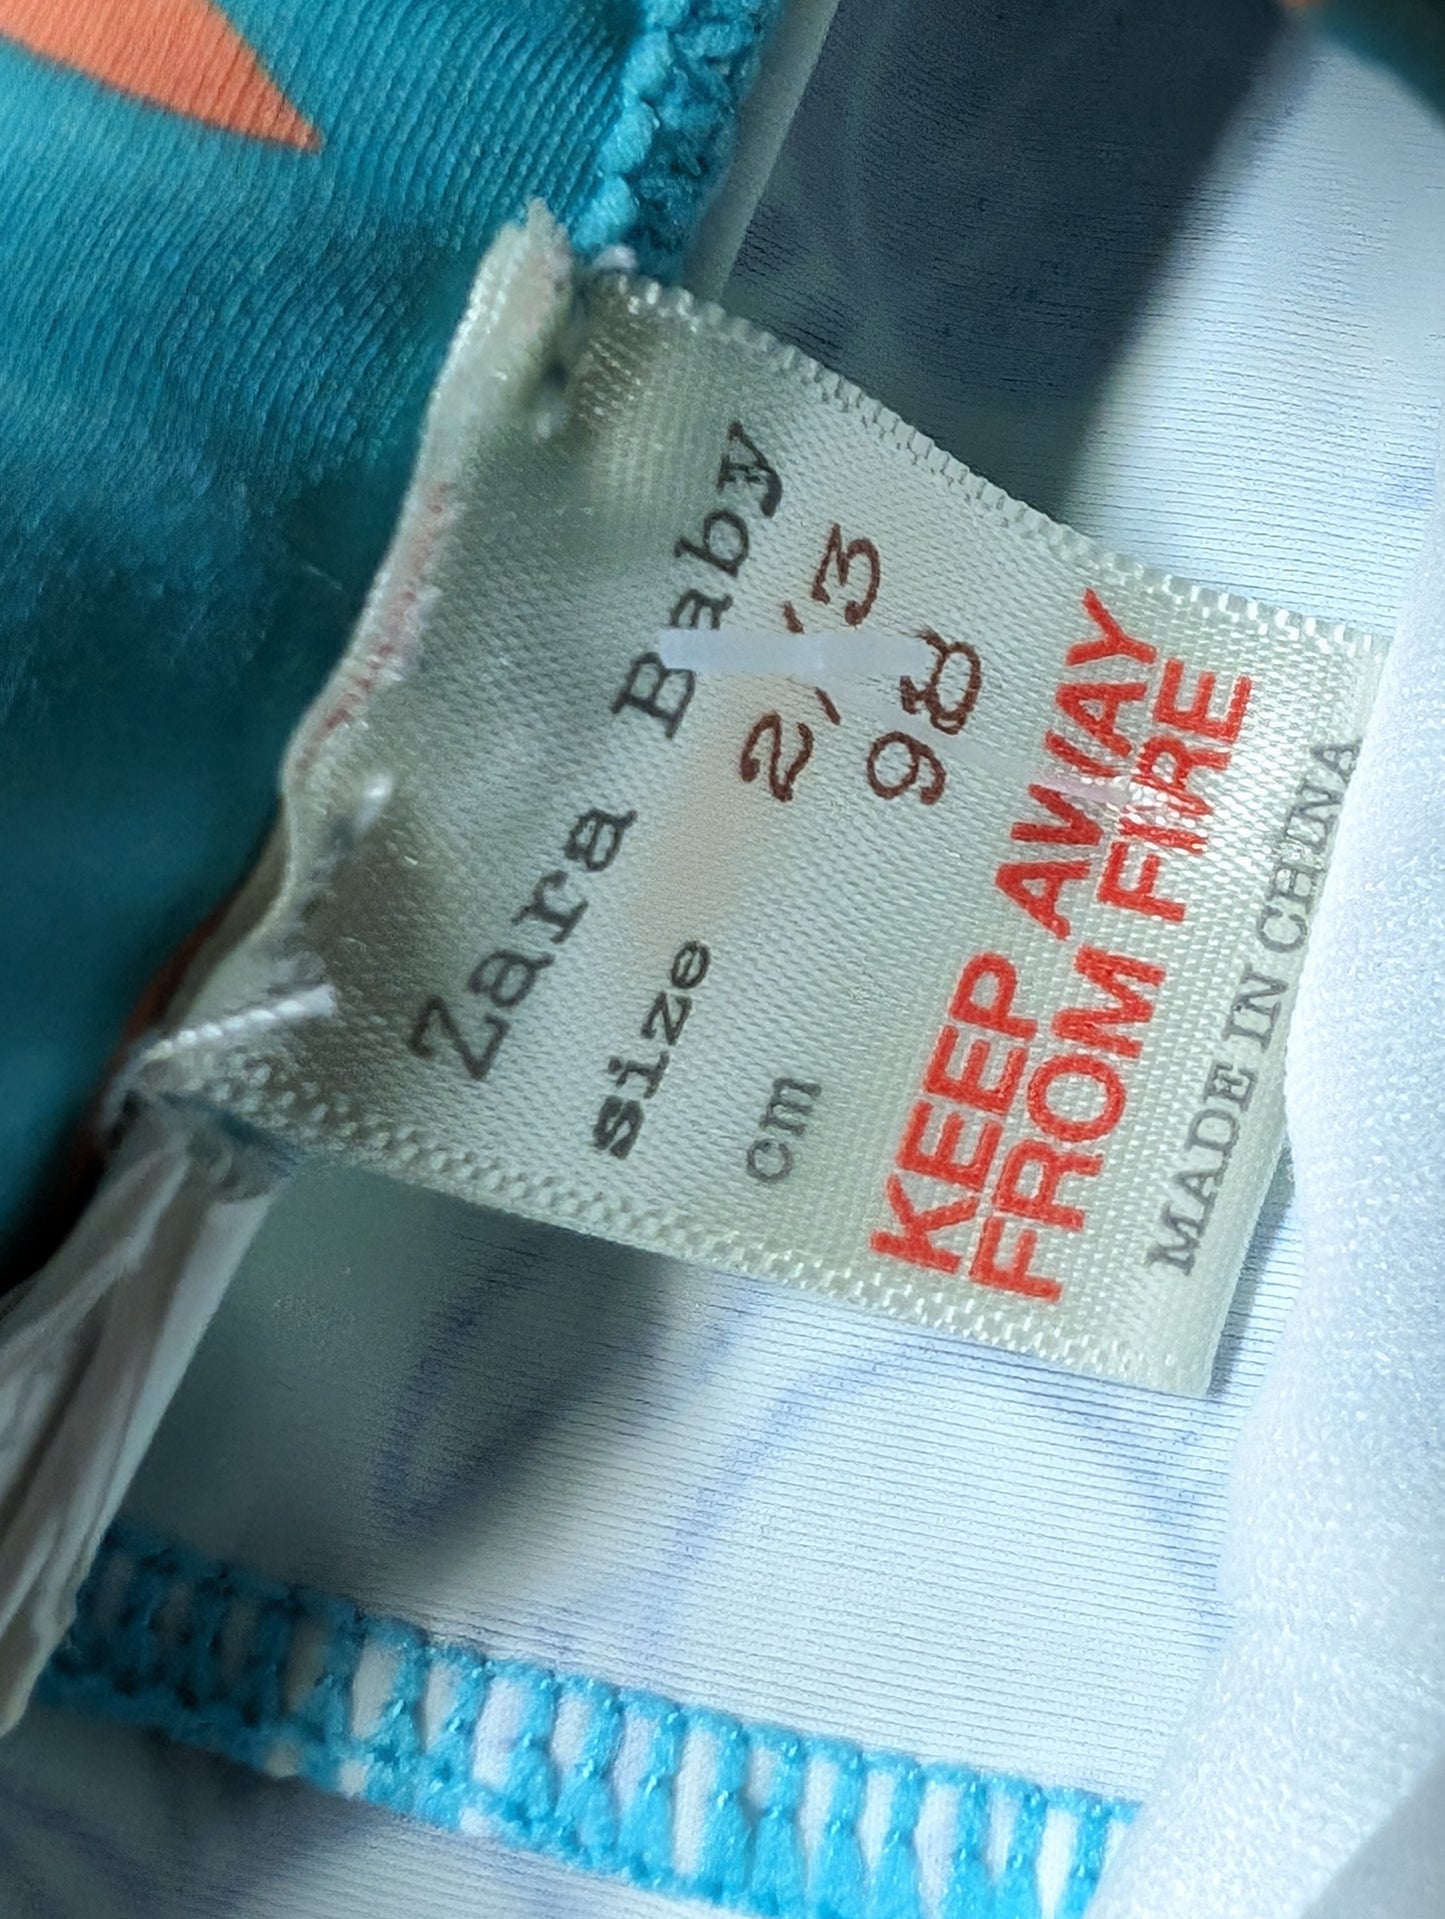 Zara Baby
size 2/3
cm 98
KEEP AWAY
FROM FIRE
MADE IN CHINA